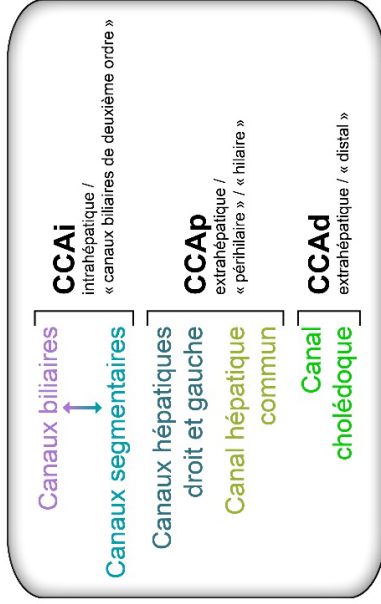 Canaux biliaires
Canaux segmentaires
CCAi
intrahépatique /
« canaux biliaires de deuxième ordre »
Canaux hépatiques
droit et gauche
Canal hépatique
commun
CCAp
extrahépatique /
« périhilaire » / « hilaire »
Canal
cholédoque
CCAd
extrahépatique / « distal »